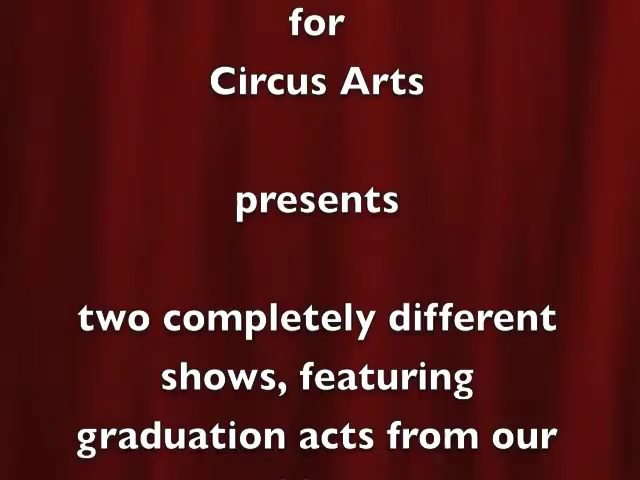 for
Circus Arts
presents
two completely different
shows, featuring
graduation acts from our